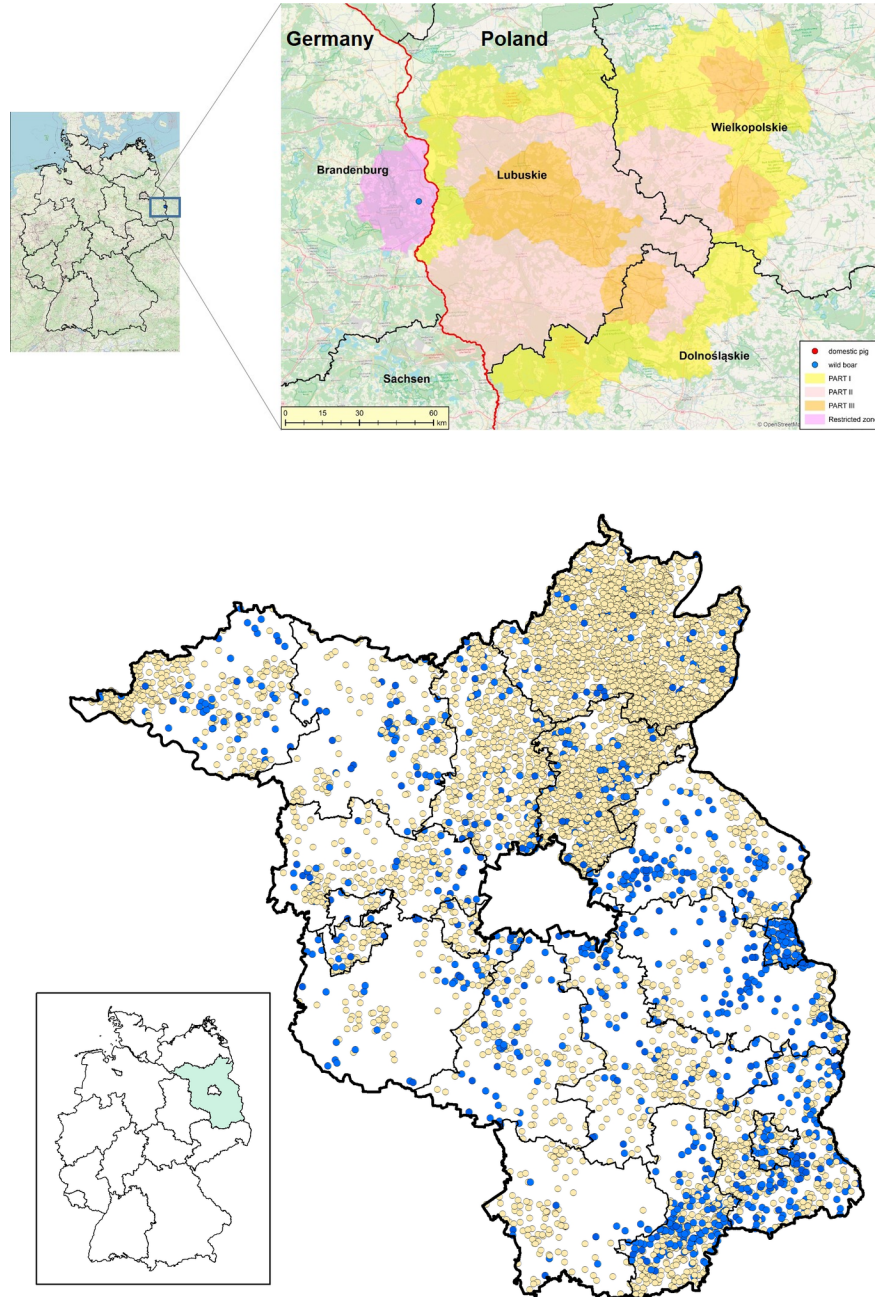 Germany
Poland
Wielkopolskie
Brandenburg
Lubuskie
Dolnośląskie
Sachsen
domestic pig
wild boar
PART I
PART II
PART III
Restricted zone
0 15 30 60
km